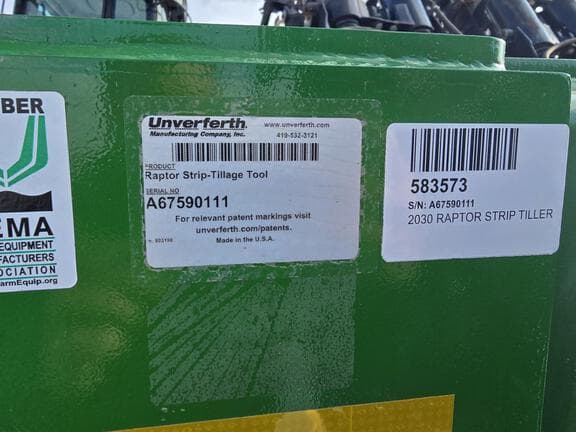 BER
EMA
EQUIPMENT
FACTURERS
OCIATION
armEquip.org
Unverferth®
Manufacturing Company, Inc.
www.unverferth.com
419-532-3121
PRODUCT
Raptor Strip-Tillage Tool
SERIAL NO
A67590111
For relevant patent markings visit
unverferth.com/patents.
Made in the U.S.A.
583573
S/N: A67590111
2030 RAPTOR STRIP TILLER